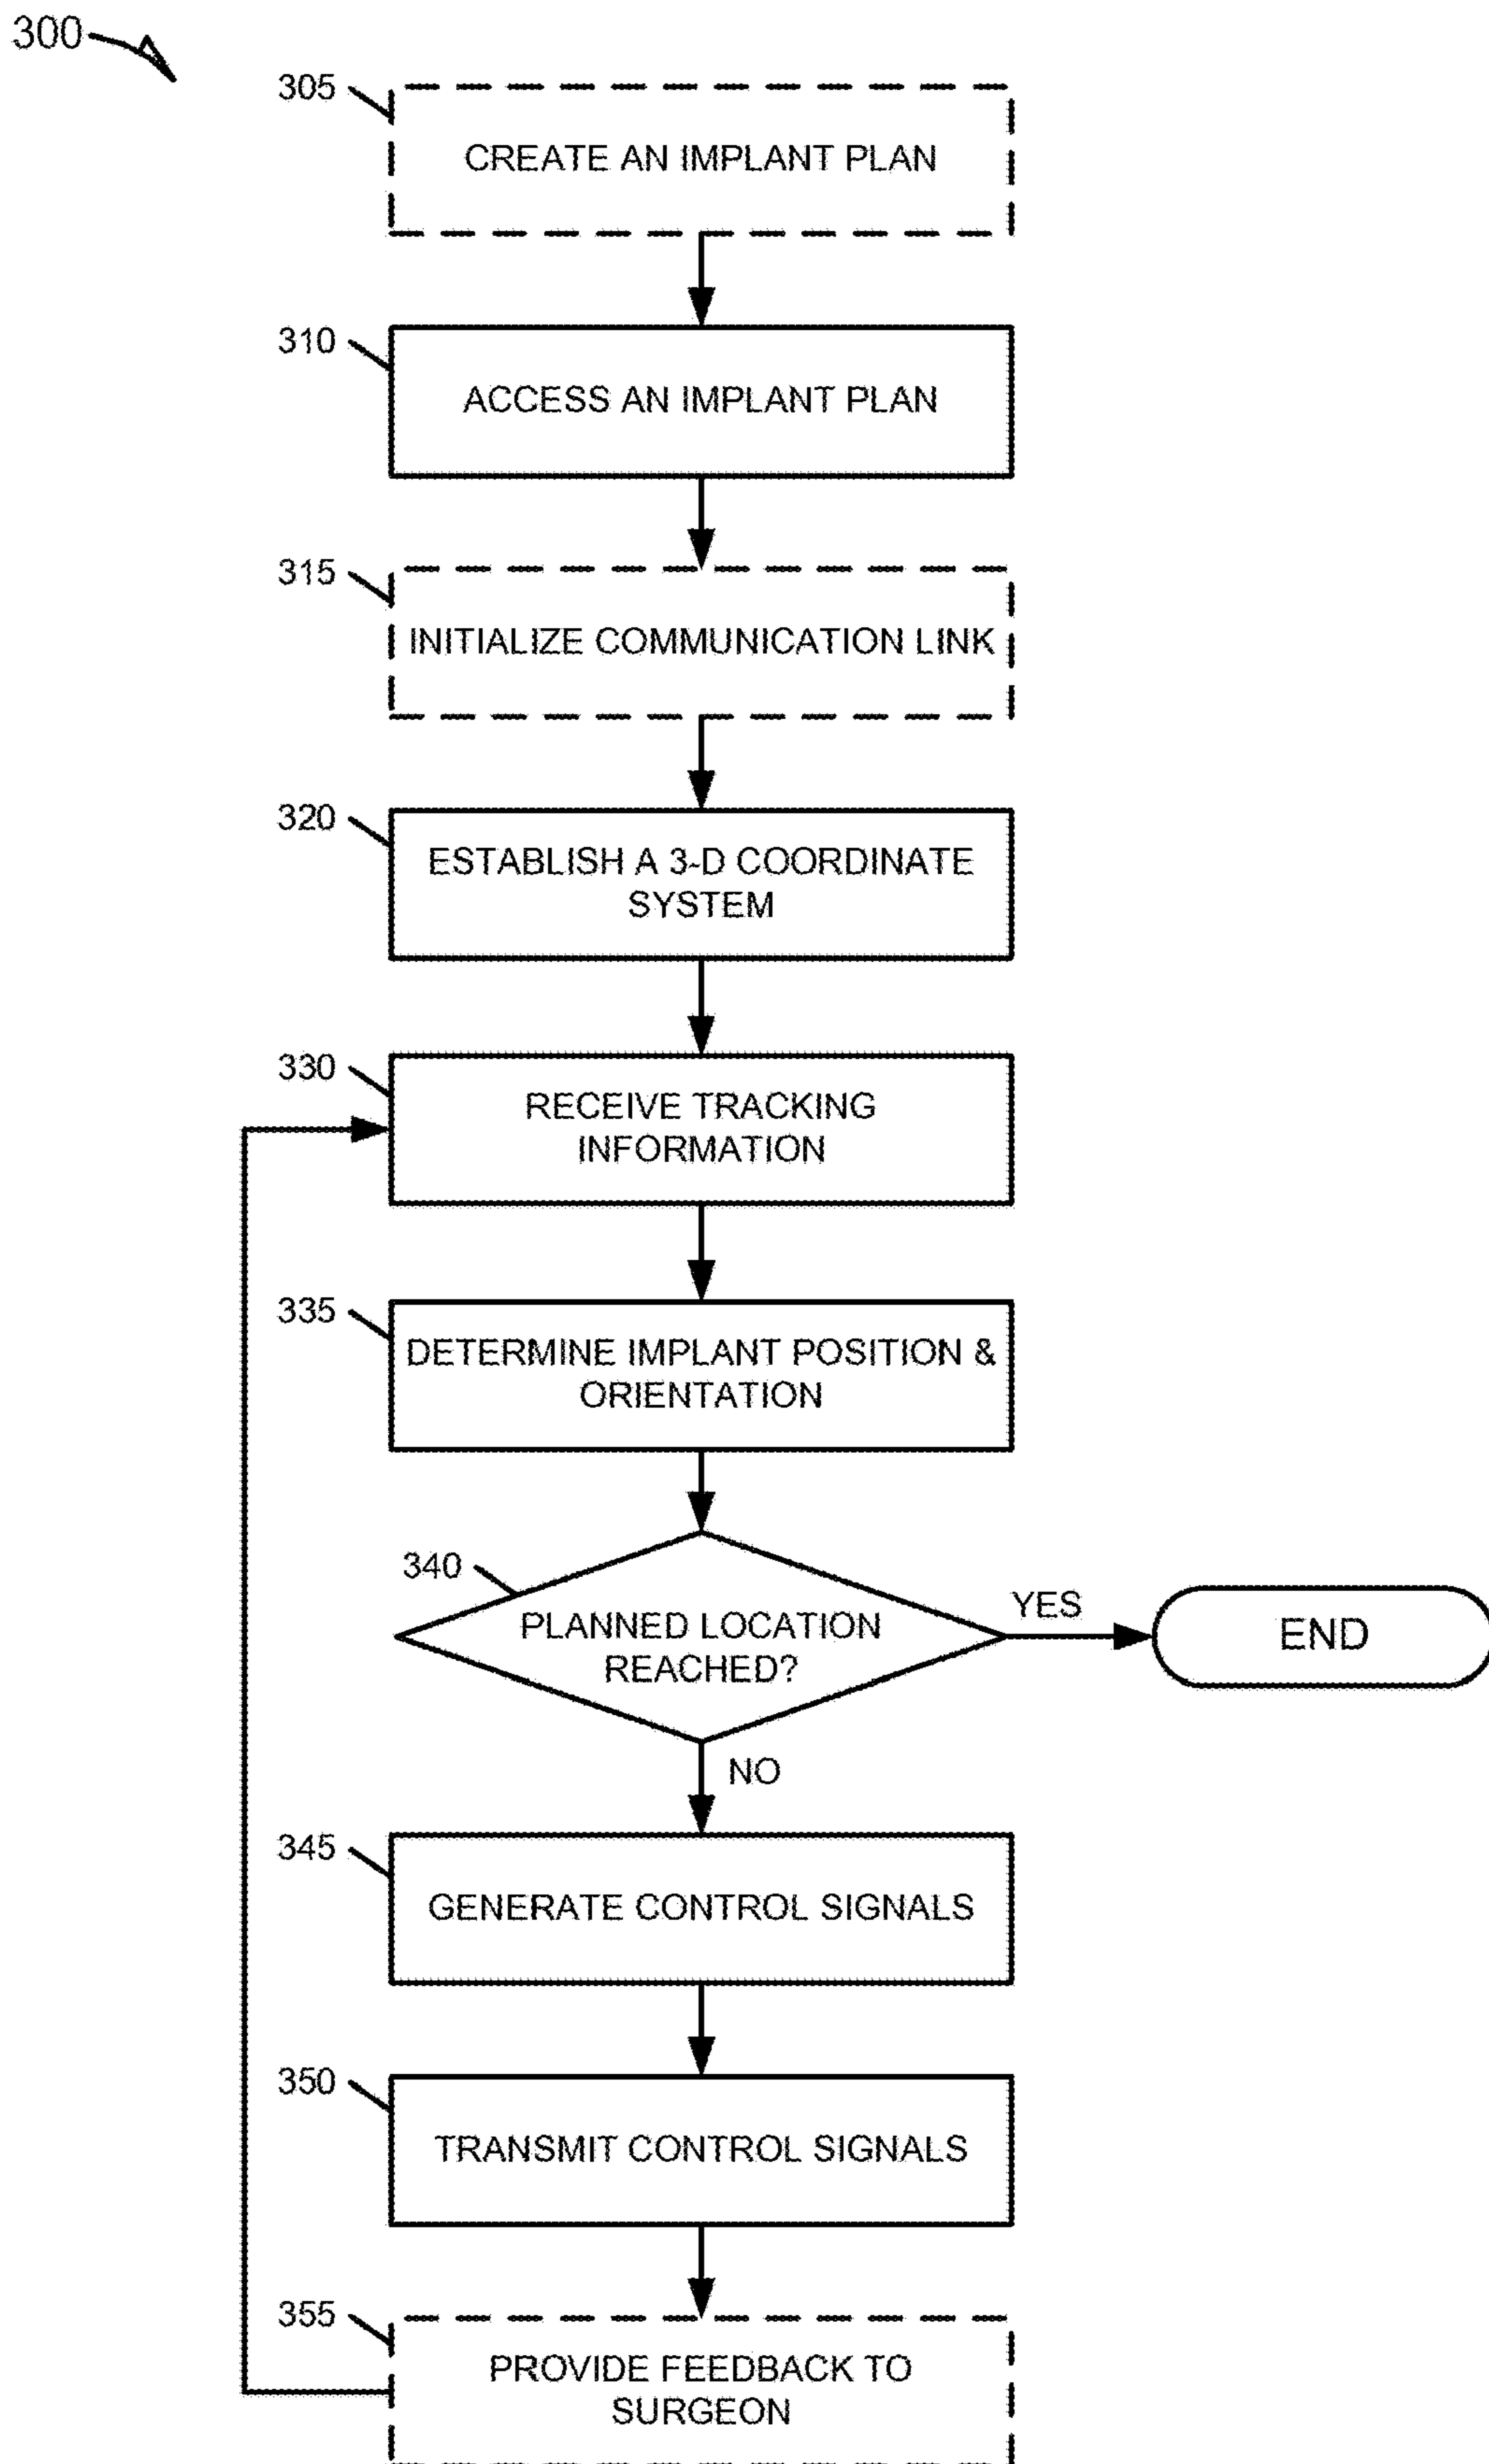 300
305
CREATE AN IMPLANT PLAN
310
ACCESS AN IMPLANT PLAN
315
INITIALIZE COMMUNICATION LINK
320
ESTABLISH A 3-D COORDINATE
SYSTEM
330
RECEIVE TRACKING
INFORMATION
335
DETERMINE IMPLANT POSITION &
ORIENTATION
340
PLANNED LOCATION
REACHED?
YES
END
NO
345
GENERATE CONTROL SIGNALS
350
TRANSMIT CONTROL SIGNALS
355
PROVIDE FEEDBACK TO
SURGEON